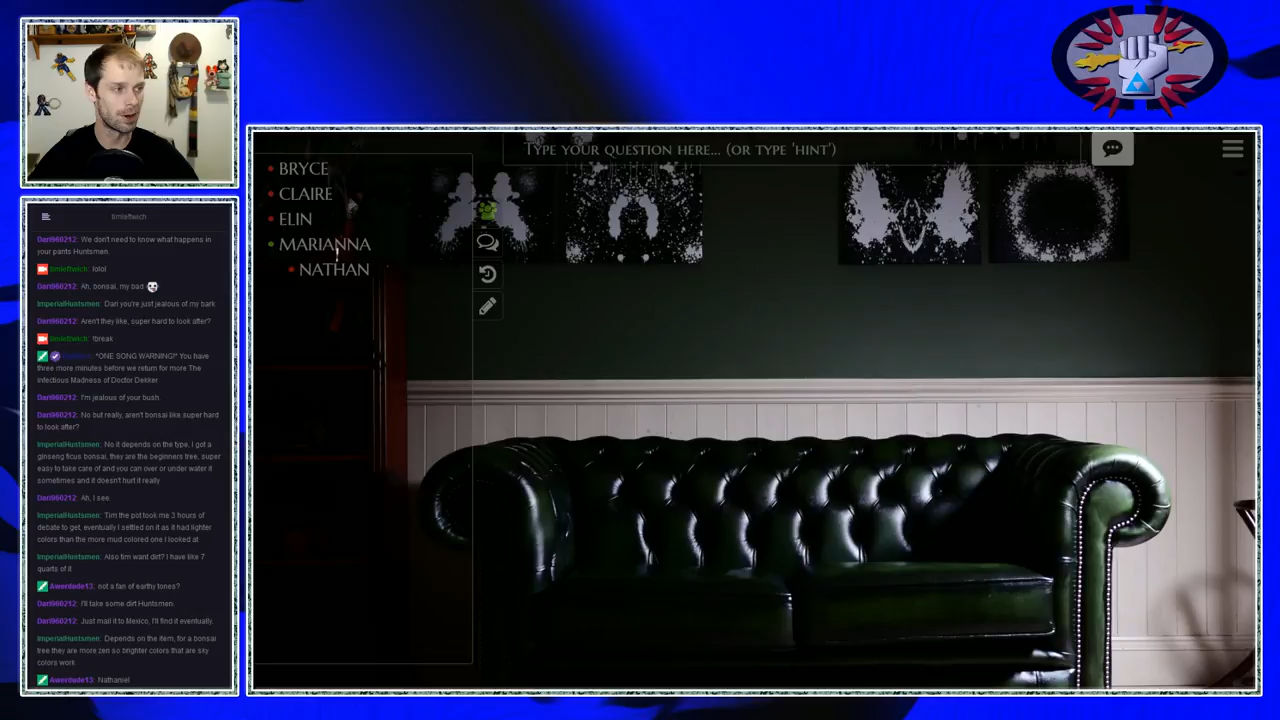 timleftwich
Dari960212: We don't need to know what happens in
your pants Huntsmen.
timleftwich: lolol
Dari960212: Ah, bonsai, my bad
ImperialHuntsmen: Dari you're just jealous of my bark
Dari960212: Aren't they like, super hard to look after?
timleftwich: !break
*ONE SONG WARNING!* You have
three more minutes before we return for more The
Infectious Madness of Doctor Dekker
Dari960212: I'm jealous of your bush.
Dari960212: No but really, aren't bonsai like super hard
to look after?
ImperialHuntsmen: No it depends on the type, I got a
ginseng ficus bonsai, they are the beginners tree, super
easy to take care of and you can over or under water it
sometimes and it doesn't hurt it really
Dari960212: Ah, I see.
ImperialHuntsmen: Tim the pot took me 3 hours of
debate to get, eventually I settled on it as it had lighter
colors than the more mud colored one I looked at
ImperialHuntsmen: Also tim want dirt? I have like 7
quarts of it
Awerdade13: not a fan of earthy tones?
Dari960212: I'll take some dirt Huntsmen.
Dari960212: Just mail it to Mexico, I'll find it eventually.
ImperialHuntsmen: Depends on the item, for a bonsai
tree they are more zen so brighter colors that are sky
colors work
Awerdade13: Nathaniel
TYPE YOUR QUESTION HERE... (OR TYPE 'HINT')
BRYCE
CLAIRE
ELIN
MARIANNA
NATHAN